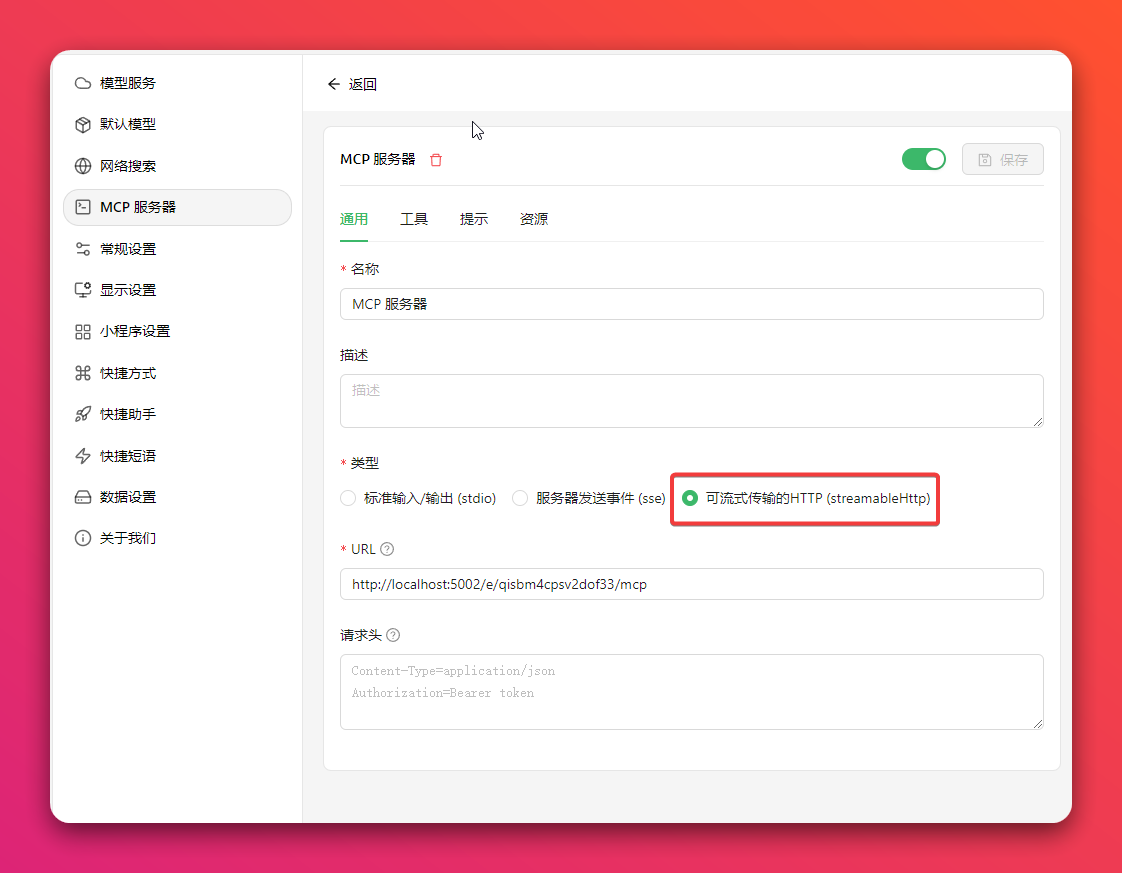 模型服务
默认模型
网络搜索
MCP 服务器
常规设置
显示设置
小程序设置
快捷方式
快捷助手
快捷短语
数据设置
关于我们
返回
MCP 服务器
保存
通用 工具 提示 资源
* 名称
MCP 服务器
描述
描述
* 类型
标准输入/输出 (stdio) 服务器发送事件 (sse) 可流式传输的HTTP (streamableHttp)
* URL
http://localhost:5002/e/qisbm4cpsv2dof33/mcp
请求头
Content-Type=application/json
Authorization=Bearer token